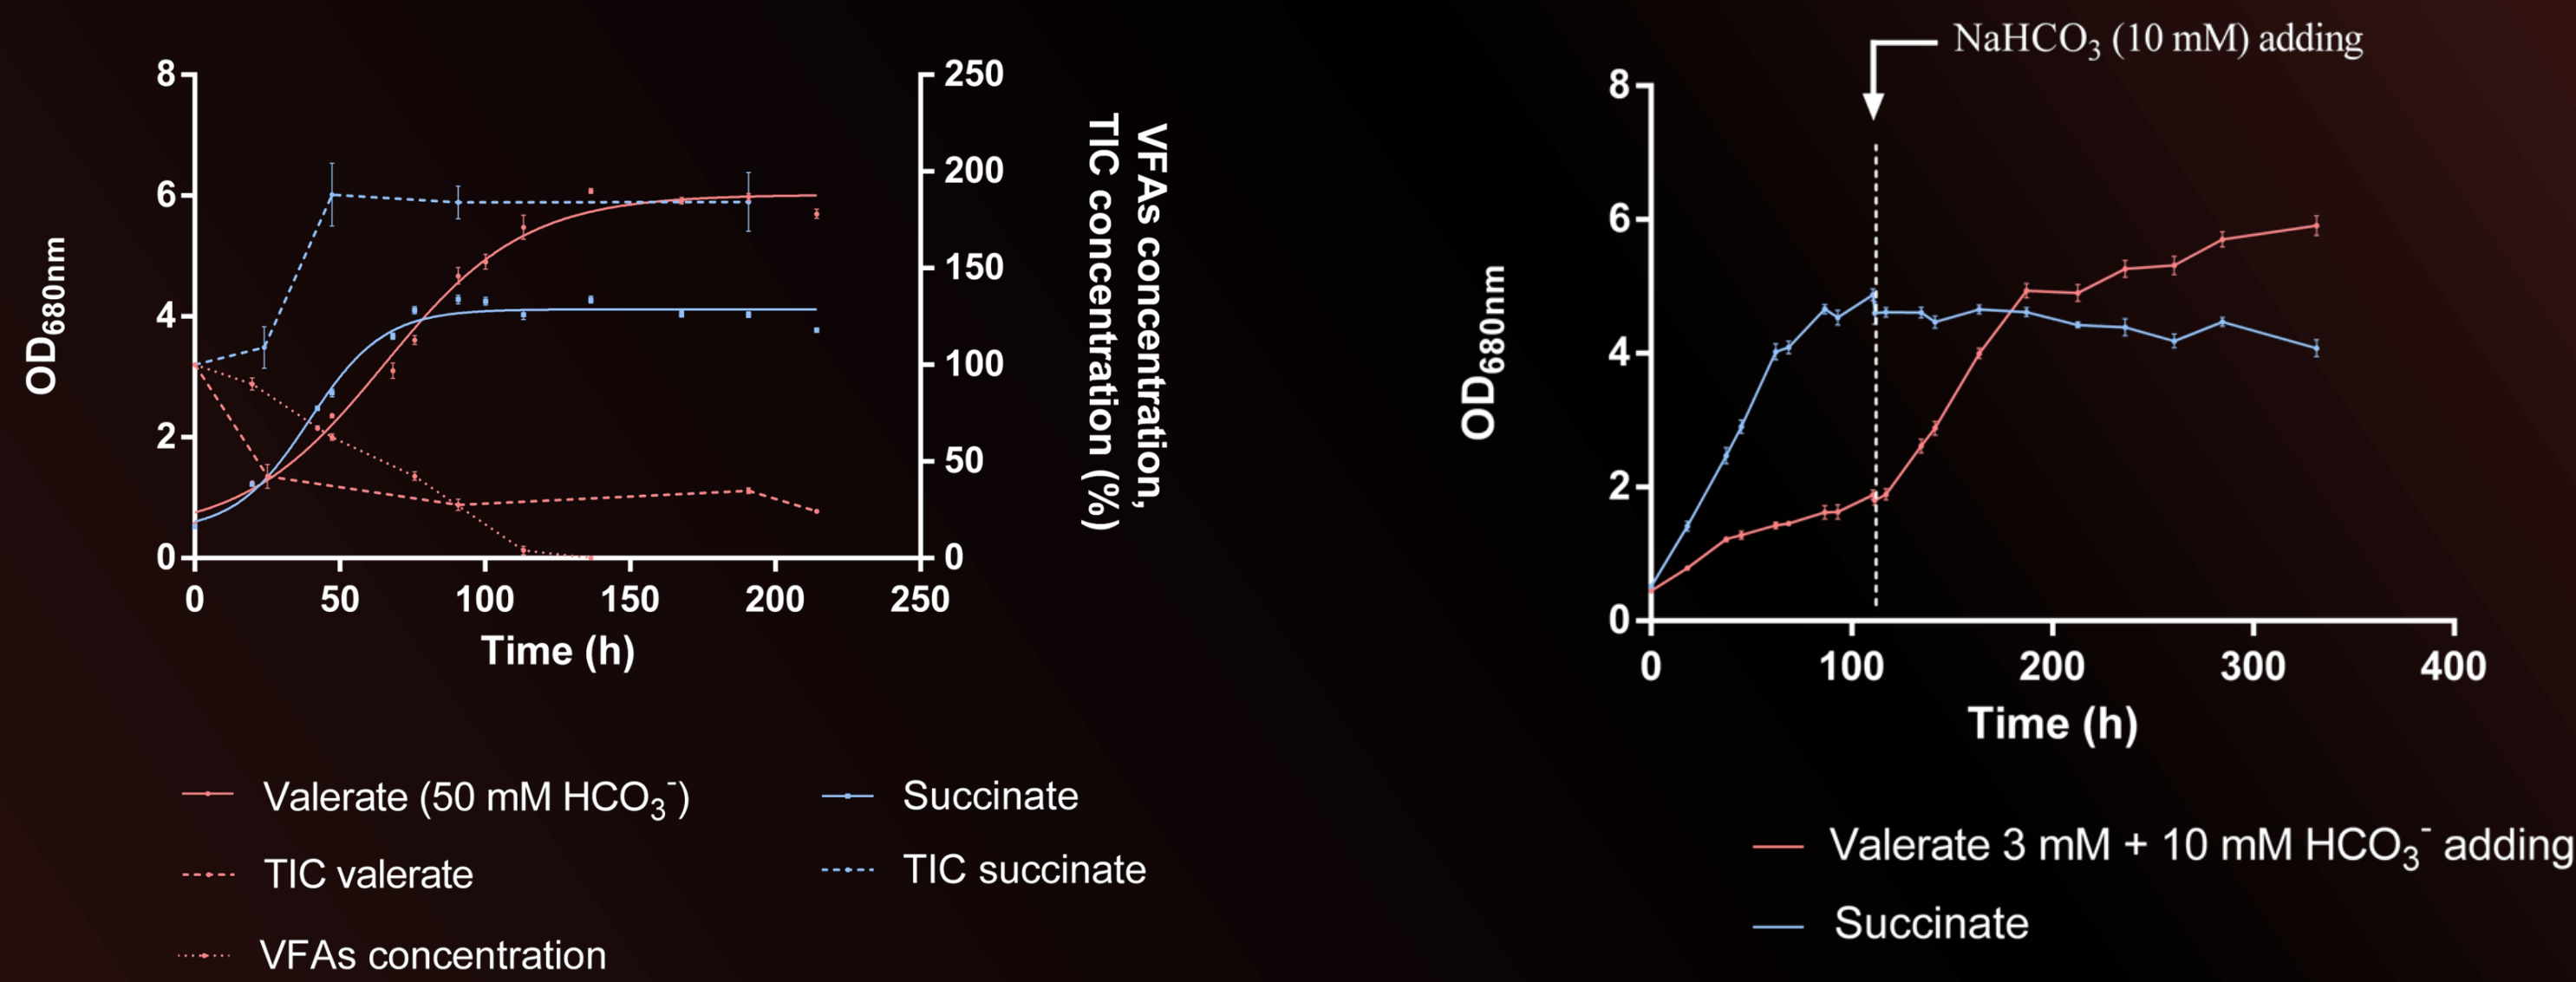 NaHCO₃ (10 mM) adding
8
6
4
2
0
OD₆₈₀ₙₘ
250
200
150
100
50
0
VFAs concentration,
TIC concentration (%)
0
50
100
150
200
250
Time (h)
Valerate (50 mM HCO₃⁻)
TIC valerate
VFAs concentration
Succinate
TIC succinate
8
6
4
2
0
OD₆₈₀ₙₘ
0
100
200
300
400
Time (h)
Valerate 3 mM + 10 mM HCO₃⁻ adding
Succinate